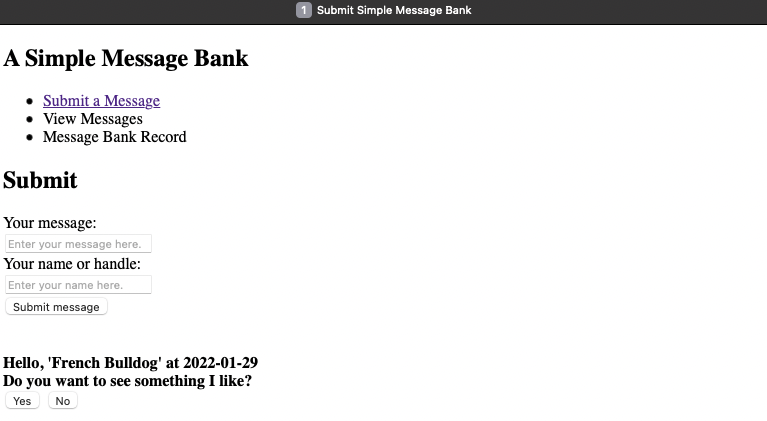 1 Submit Simple Message Bank
A Simple Message Bank
Submit a Message
View Messages
Message Bank Record
Submit
Your message:
Enter your message here.
Your name or handle:
Enter your name here.
Submit message
Hello, 'French Bulldog' at 2022-01-29
Do you want to see something I like?
Yes No